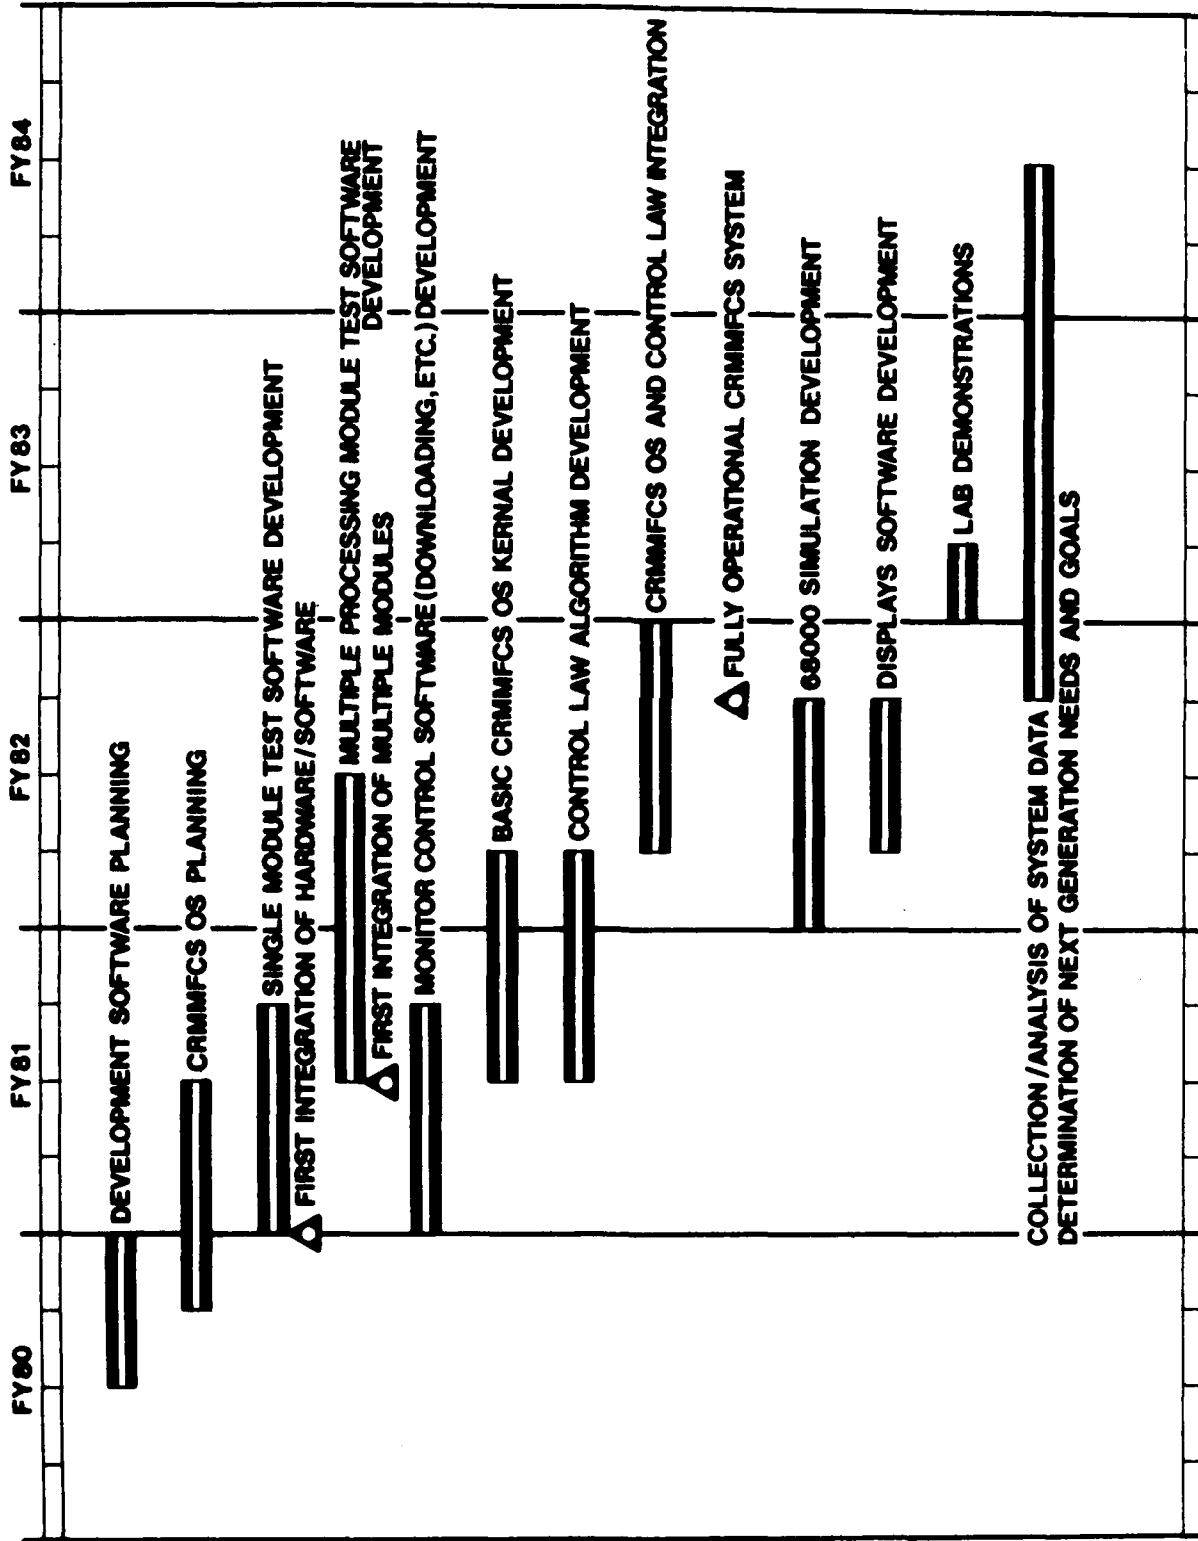 FY80 FY81 FY82 FY83 FY84
DEVELOPMENT SOFTWARE PLANNING
CRMMFCS OS PLANNING
SINGLE MODULE TEST SOFTWARE DEVELOPMENT
FIRST INTEGRATION OF HARDWARE/SOFTWARE
MULTIPLE PROCESSING MODULE TEST SOFTWARE
DEVELOPMENT
FIRST INTEGRATION OF MULTIPLE MODULES
MONITOR CONTROL SOFTWARE (DOWNLOADING, ETC.) DEVELOPMENT
BASIC CRMMFCS OS KERNAL DEVELOPMENT
CONTROL LAW ALGORITHM DEVELOPMENT
CRMMFCS OS AND CONTROL LAW INTEGRATION
FULLY OPERATIONAL CRMMFCS SYSTEM
68000 SIMULATION DEVELOPMENT
DISPLAYS SOFTWARE DEVELOPMENT
LAB DEMONSTRATIONS
COLLECTION/ANALYSIS OF SYSTEM DATA
DETERMINATION OF NEXT GENERATION NEEDS AND GOALS